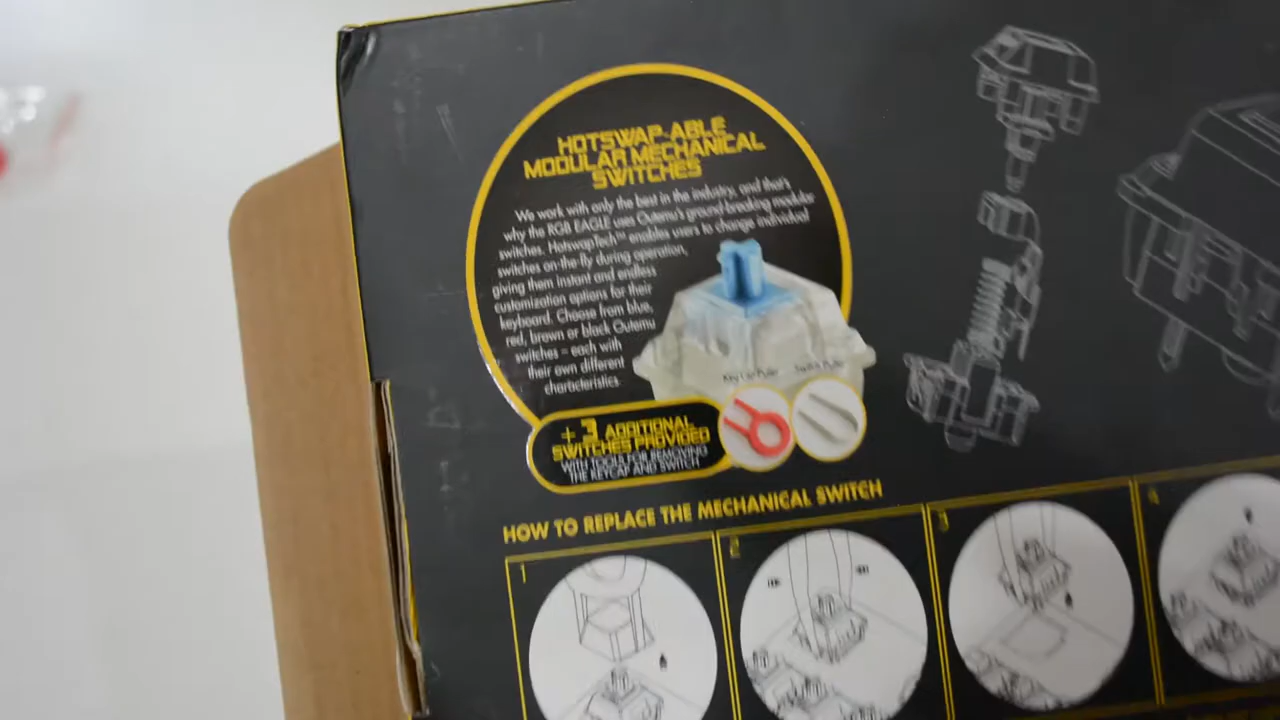 HOTSWAP-ABLE
MODULAR MECHANICAL
SWITCHES
We work with only the best in the industry, and that's
why the RGB EAGLE uses Outemu's ground breaking modular
switches. HotswapTech™ enables users to change individual
switches on-the-fly during operation,
giving them instant and endless
customization options for their
keyboard. Choose from blue,
red, brown or black Outemu
switches – each with
their own different
characteristics.
Key Cap Puller
Switch Puller
+ 3 ADDITIONAL
SWITCHES PROVIDED
WITH TOOLS FOR REMOVING
THE KEYCAP AND SWITCH
HOW TO REPLACE THE MECHANICAL SWITCH
1
2
3
4